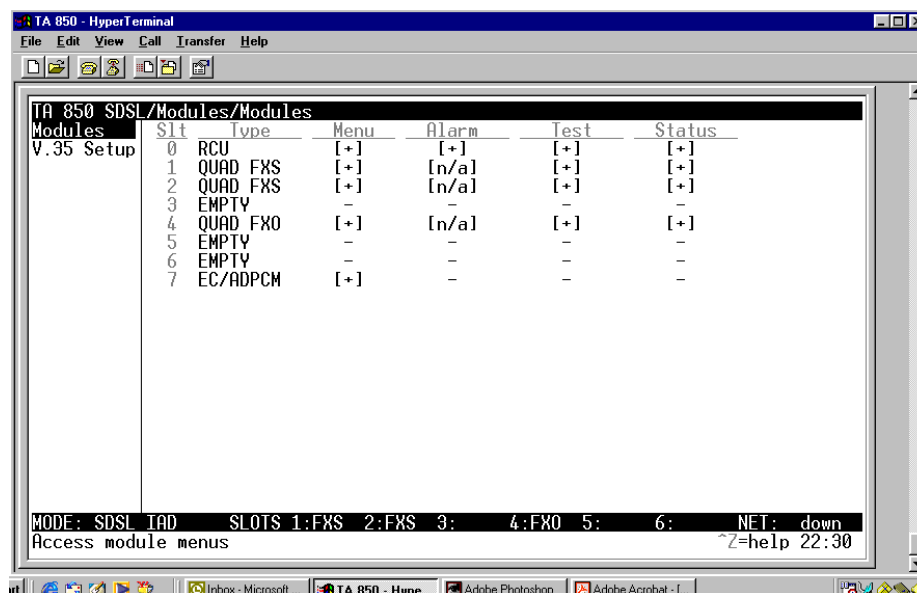 TA 850 - HyperTerminal
File Edit View Call Transfer Help
TA 850 SDSL/Modules/Modules
Modules Slt Type Menu Alarm Test Status
V.35 Setup 0 RCU [+] [+] [+] [+]
1 QUAD FXS [+] [n/a] [+] [+]
2 QUAD FXS [+] [n/a] [+] [+]
3 EMPTY - - - -
4 QUAD FXO [+] [n/a] [+] [+]
5 EMPTY - - - -
6 EMPTY - - - -
7 EC/ADPCM [+] - - -
MODE: SDSL IAD SLOTS 1:FXS 2:FXS 3: 4:FXO 5: 6: NET: down
Access module menus ^Z=help 22:30
Inbox - Microsoft TA 850 - Hype... Adobe Photoshop Adobe Acrobat - [